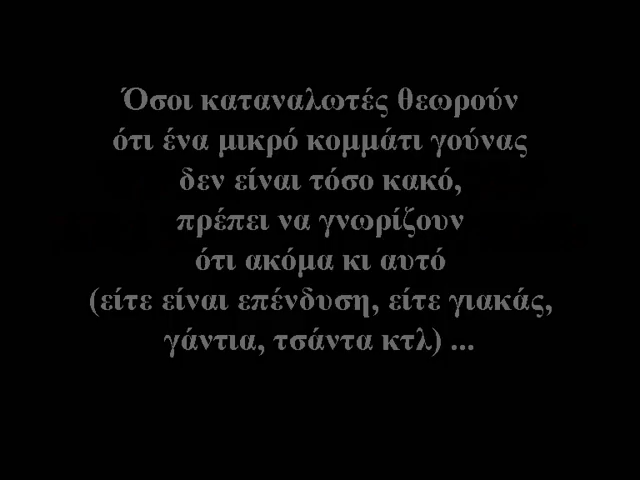 Όσοι καταναλωτές θεωρούν
ότι ένα μικρό κομμάτι γούνας
δεν είναι τόσο κακό,
πρέπει να γνωρίζουν
ότι ακόμα κι αυτό
(είτε είναι επένδυση, είτε γιακάς,
γάντια, τσάντα κτλ) ...